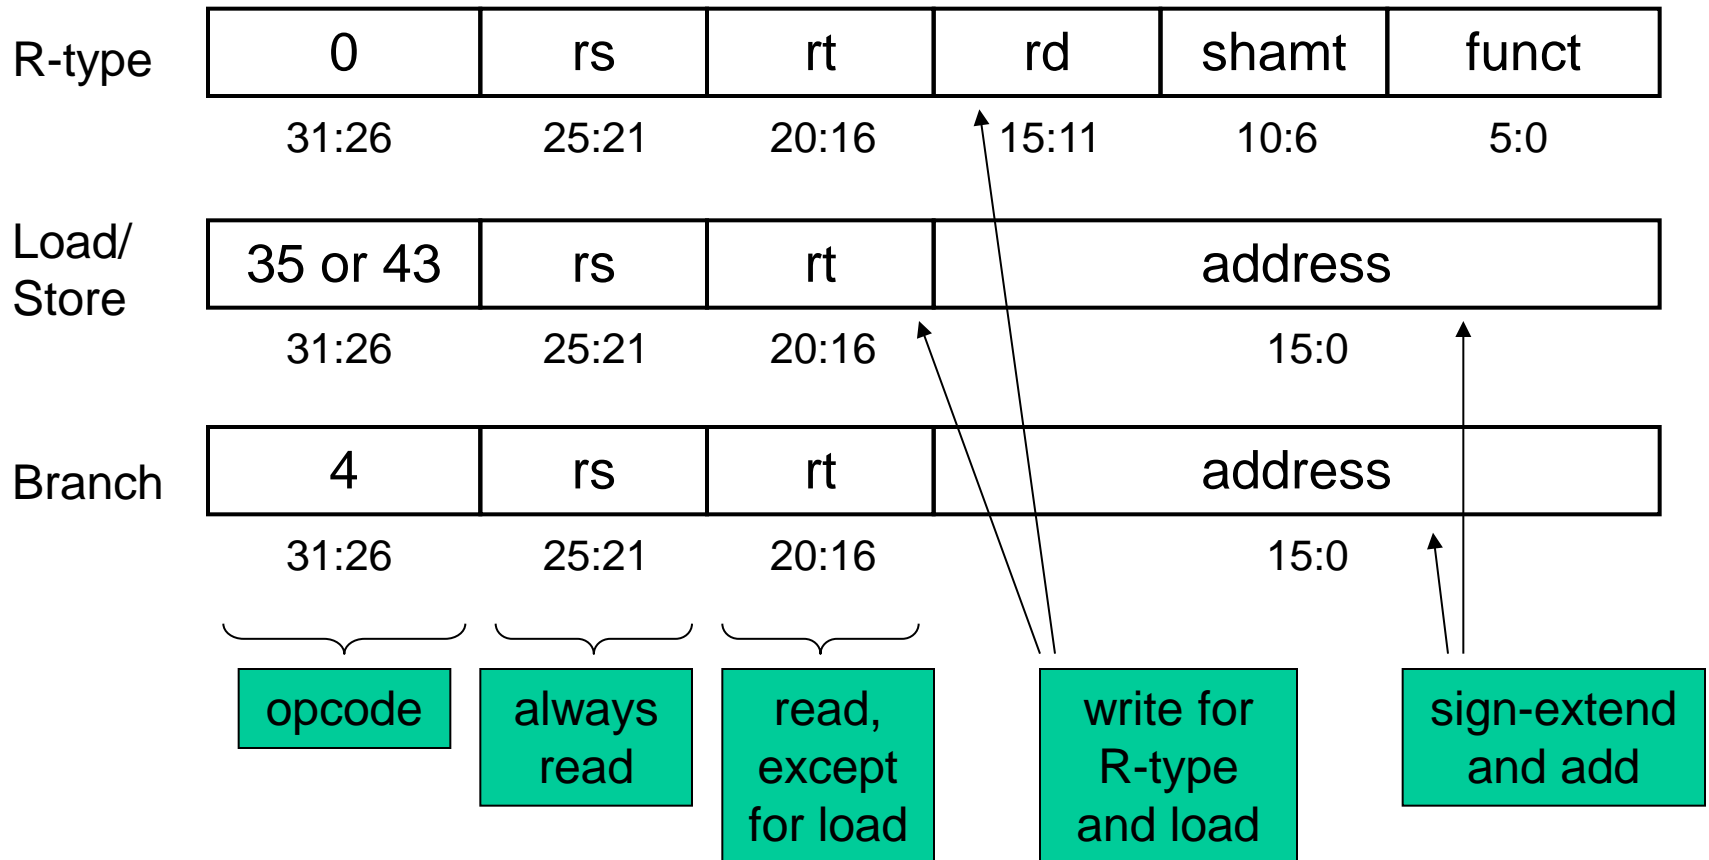 R-type 0 rs rt rd shamt funct
31:26 25:21 20:16 15:11 10:6 5:0
Load/
Store
35 or 43 rs rt address
31:26 25:21 20:16 15:0
Branch 4 rs rt address
31:26 25:21 20:16 15:0
opcode
always
read
read,
except
for load
write for
R-type
and load
sign-extend
and add